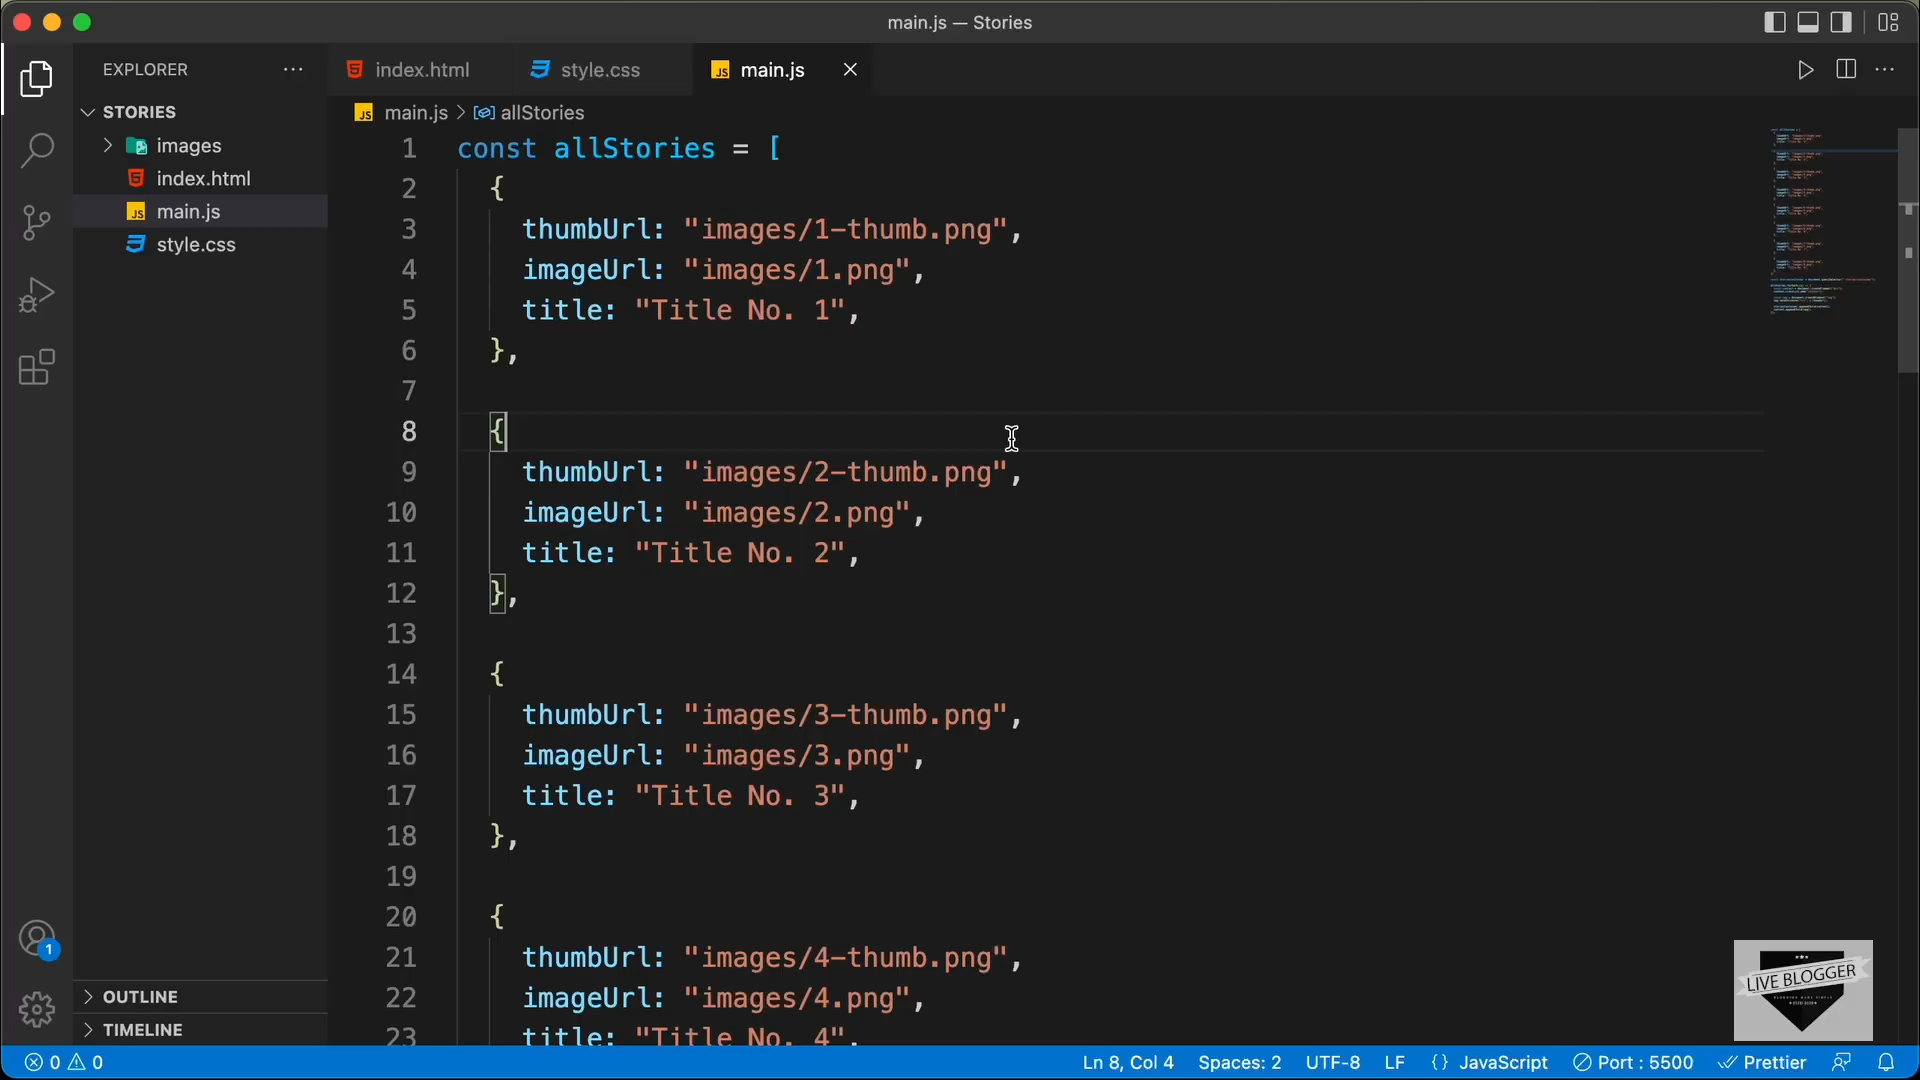 main.js — Stories
EXPLORER
index.html
style.css
main.js
STORIES
main.js > allStories
images
index.html
main.js
style.css
1 const allStories = [
2 {
3 thumbUrl: "images/1-thumb.png",
4 imageUrl: "images/1.png",
5 title: "Title No. 1",
6 },
7
8 {
9 thumbUrl: "images/2-thumb.png",
10 imageUrl: "images/2.png",
11 title: "Title No. 2",
12 },
13
14 {
15 thumbUrl: "images/3-thumb.png",
16 imageUrl: "images/3.png",
17 title: "Title No. 3",
18 },
19
20 {
21 thumbUrl: "images/4-thumb.png",
22 imageUrl: "images/4.png",
23 title: "Title No. 4",
1
OUTLINE
TIMELINE
LIVE BLOGGER
0 0
Ln 8, Col 4 Spaces: 2 UTF-8 LF {} JavaScript Port : 5500 Prettier